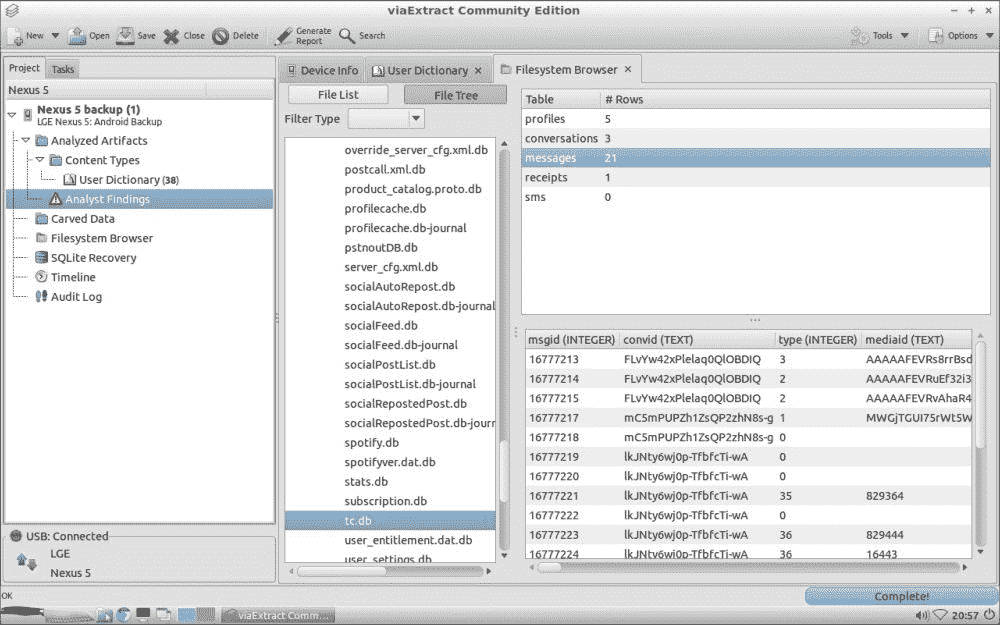 viaExtract Community Edition
New Open Save Close Delete Generate Report Search Tools Options
Project Tasks
Nexus 5
Nexus 5 backup (1)
LGE Nexus 5: Android Backup
Analyzed Artifacts
Content Types
User Dictionary (38)
Analyst Findings
Carved Data
Filesystem Browser
SQLite Recovery
Timeline
Audit Log
USB: Connected
LGE
Nexus 5
Device Info User Dictionary Filesystem Browser
File List File Tree
Filter Type
override_server_cfg.xml.db
postcall.xml.db
product_catalog.proto.db
profilecache.db
profilecache.db-journal
pstnoutDB.db
server_cfg.xml.db
socialAutoRepost.db
socialAutoRepost.db-journal
socialFeed.db
socialFeed.db-journal
socialPostList.db
socialPostList.db-journal
socialRepostedPost.db
socialRepostedPost.db-jour
spotify.db
spotifyver.dat.db
stats.db
subscription.db
tc.db
user_entitlement.dat.db
user_settings.db
Table # Rows
profiles 5
conversations 3
messages 21
receipts 1
sms 0
msgid (INTEGER) convid (TEXT) type (INTEGER) mediaid (TEXT)
16777213 FLvYw42xPlelaq0QlOBDIQ 3 AAAAAFEVRs8rrBsd
16777214 FLvYw42xPlelaq0QlOBDIQ 2 AAAAAFEVRuEf32i3
16777215 FLvYw42xPlelaq0QlOBDIQ 2 AAAAAFEVRvAhaR4
16777217 mC5mPUPZh1ZsQP2zhN8s-g 1 MWGjTGUI75rWt5W
16777218 mC5mPUPZh1ZsQP2zhN8s-g 0
16777219 lkJNty6wj0p-TfbfcTi-wA 0
16777220 lkJNty6wj0p-TfbfcTi-wA 0
16777221 lkJNty6wj0p-TfbfcTi-wA 35 829364
16777222 lkJNty6wj0p-TfbfcTi-wA 0
16777223 lkJNty6wj0p-TfbfcTi-wA 36 829444
16777224 lkJNty6wj0p-TfbfcTi-wA 36 16443
OK
Complete!
viaExtract Comm...
20:57